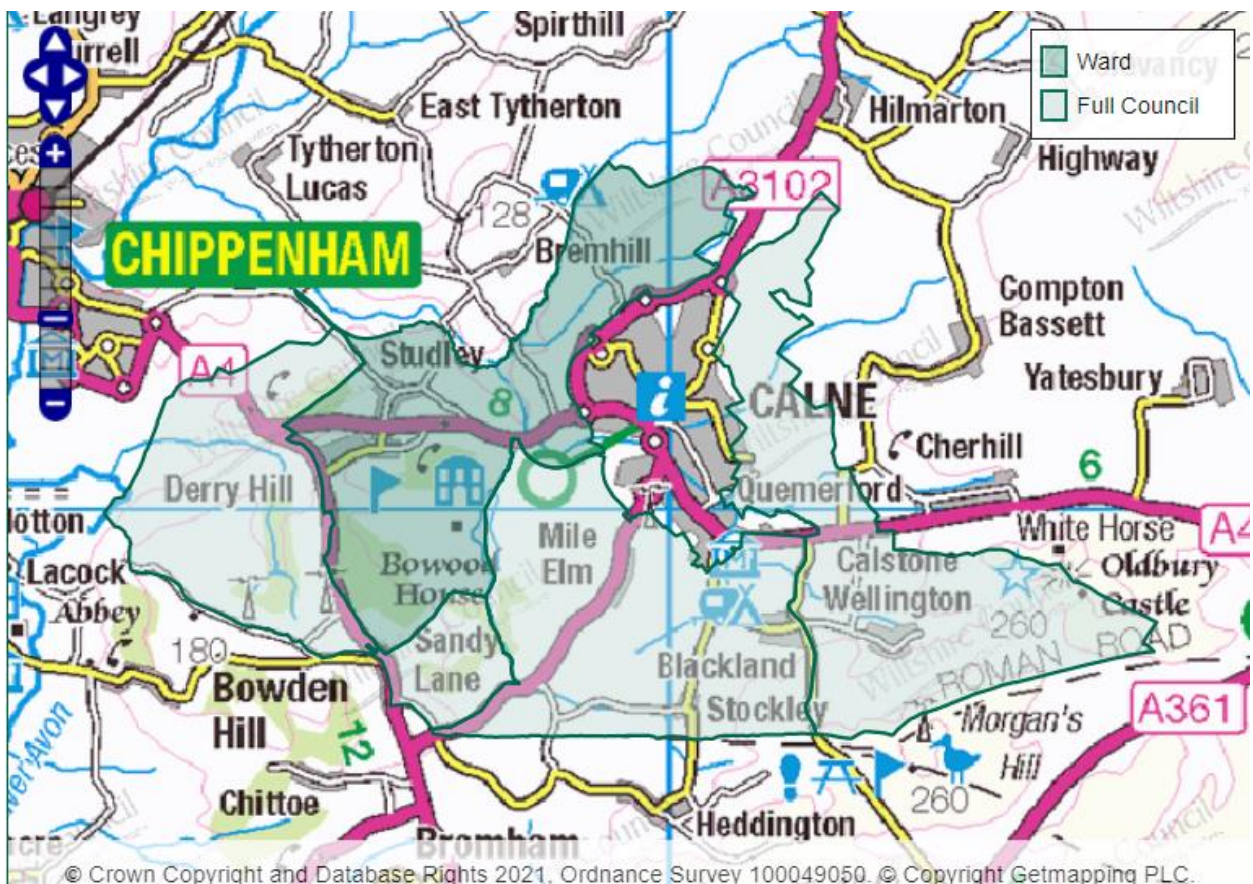 Langley
urrell
Spirthill
Ward
Full Council
East Tytherton
Hilmarton
Highway
Tytherton
Lucas
A3102
128
Bremhill
CHIPPENHAM
Compton
Bassett
Studley
A4
Yatesbury
8
i
CALNE
Cherhill
6
Derry Hill
Quemerford
Mile
Elm
White Horse
A4
Lacock
Abbey
Bowood
House
Calstone
Wellington
Oldbury
Castle
260
180
Sandy
Lane
Blackland
ROMAN ROAD
Bowden
Hill
Stockley
A361
12
Morgan's
Hill
Chittoe
260
Heddington
Bromham
Wiltshire Council
© Crown Copyright and Database Rights 2021, Ordnance Survey 100049050. © Copyright Getmapping PLC.